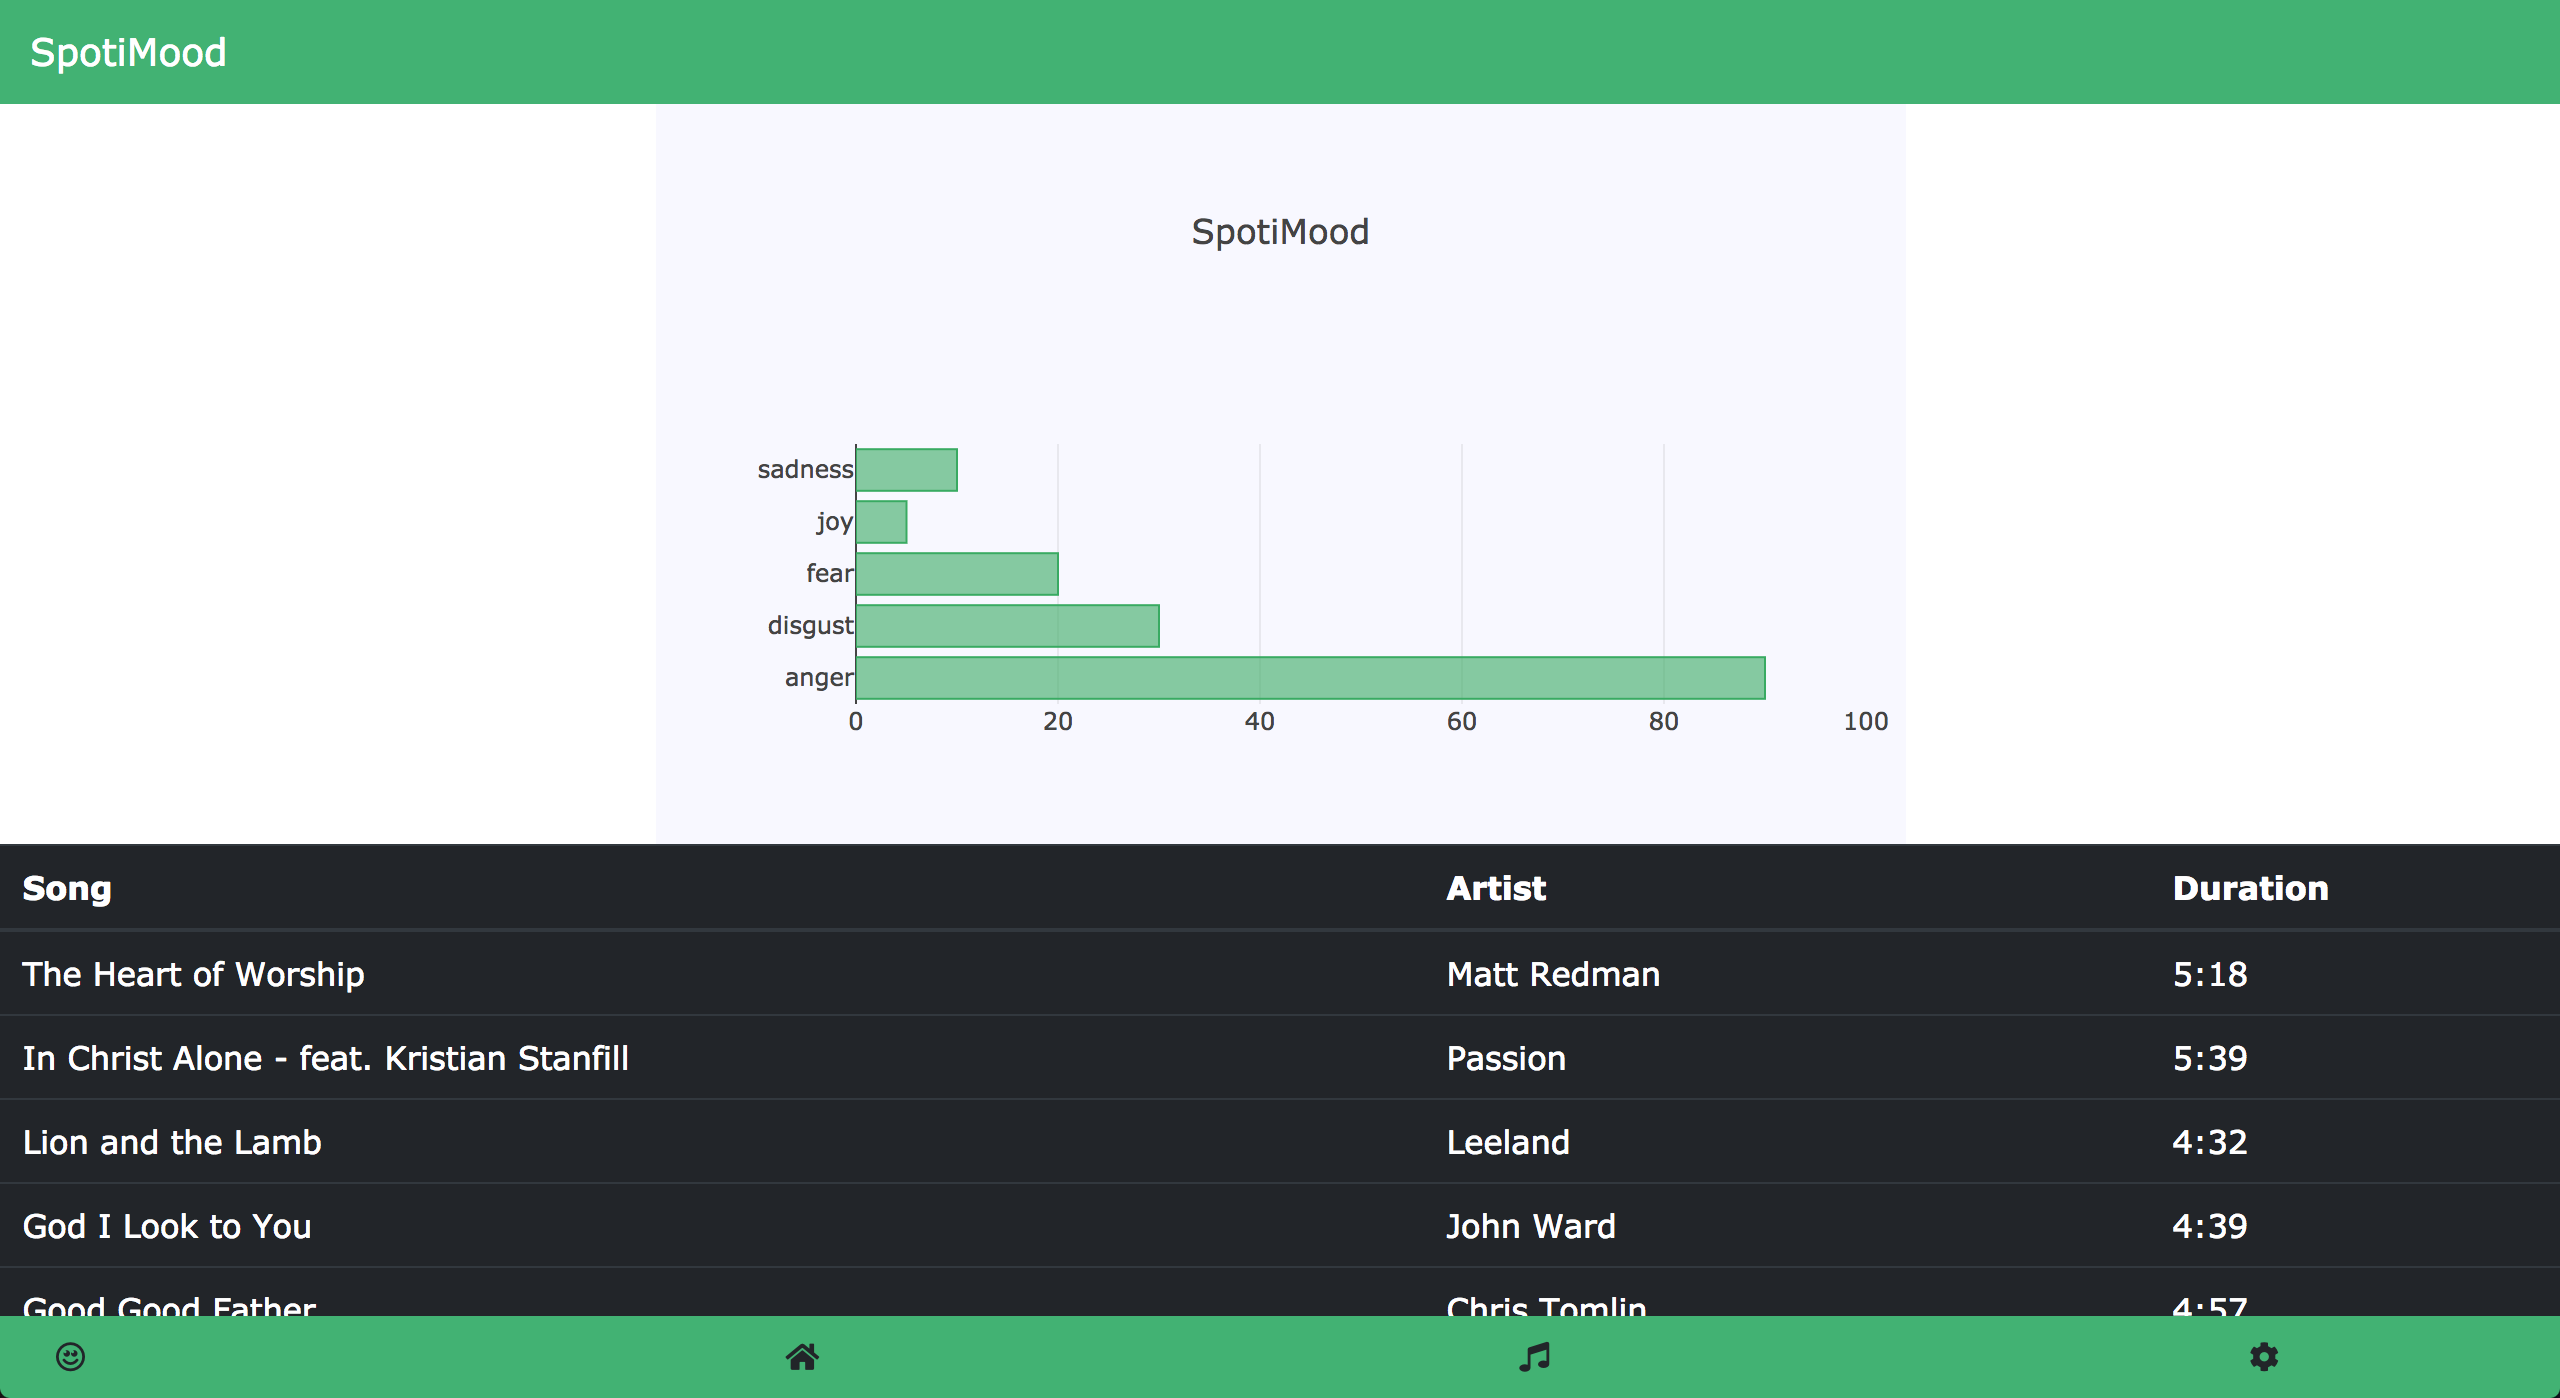 SpotiMood
SpotiMood
sadness
joy
fear
disgust
anger
0 20 40 60 80 100
Song Artist Duration
The Heart of Worship Matt Redman 5:18
In Christ Alone - feat. Kristian Stanfill Passion 5:39
Lion and the Lamb Leeland 4:32
God I Look to You John Ward 4:39
Good Good Father Chris Tomlin 4:57